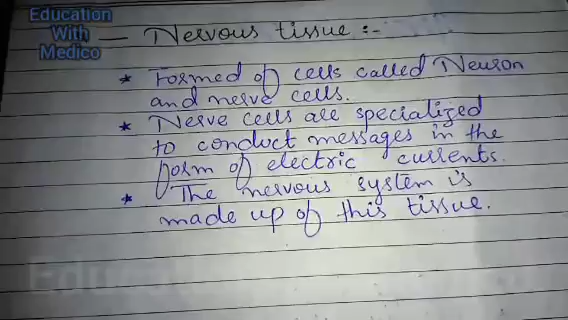 Education
With
Medico
— Nervous tissue :-
* Formed of cells called Neuron
and nerve cells.
* Nerve cells are specialized
to conduct messages in the
form of electric currents.
* The nervous system is
made up of this tissue.